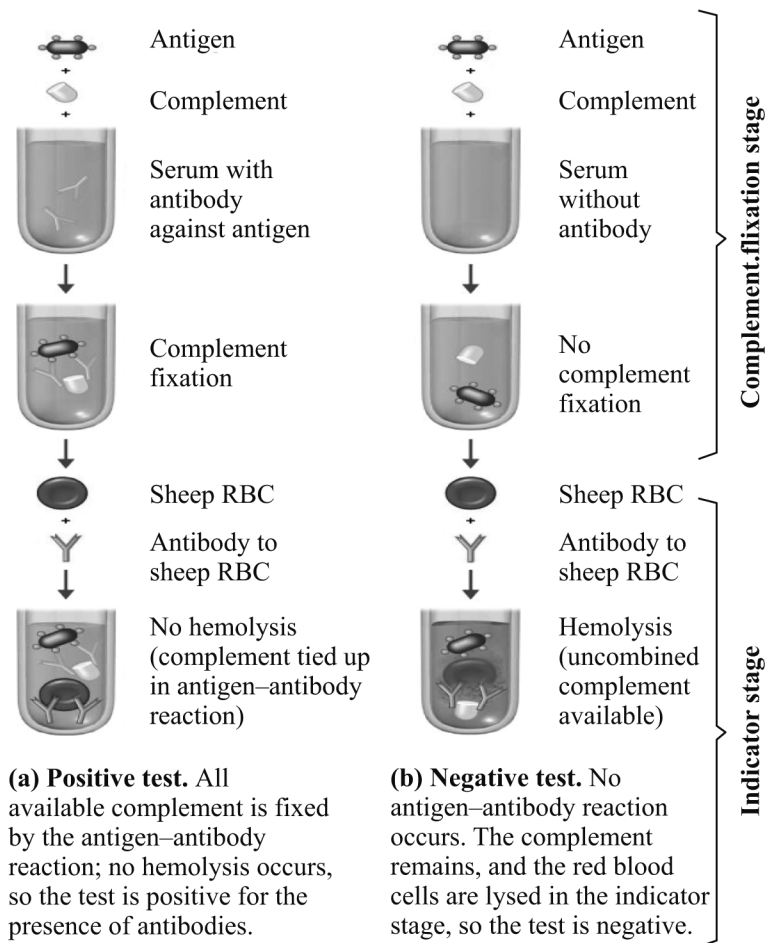 Antigen
+
Complement
+
Serum with
antibody
against antigen
Complement
fixation
Sheep RBC
+
Antibody to
sheep RBC
No hemolysis
(complement tied up
in antigen–antibody
reaction)
(a) Positive test. All
available complement is fixed
by the antigen–antibody
reaction; no hemolysis occurs,
so the test is positive for the
presence of antibodies.
Antigen
+
Complement
+
Serum
without
antibody
No
complement
fixation
Sheep RBC
+
Antibody to
sheep RBC
Hemolysis
(uncombined
complement
available)
(b) Negative test. No
antigen–antibody reaction
occurs. The complement
remains, and the red blood
cells are lysed in the indicator
stage, so the test is negative.
Complement.flixation stage
Indicator stage